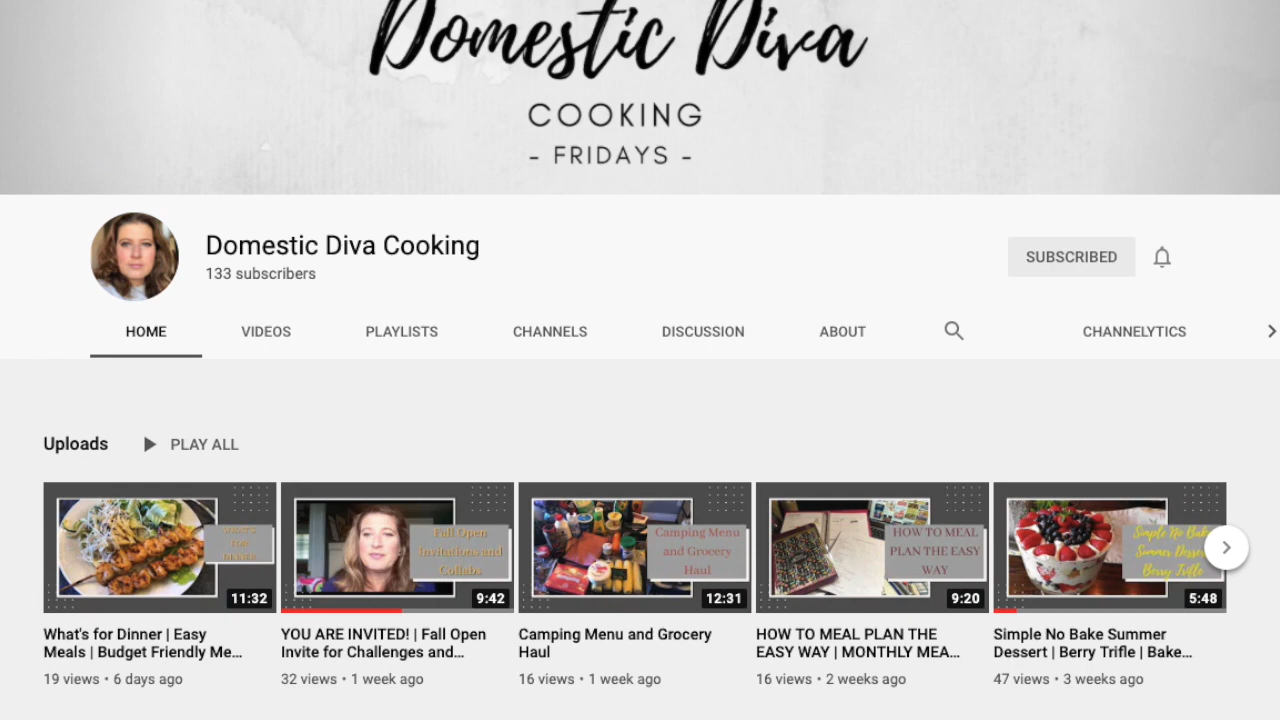 Domestic Diva
COOKING
- FRIDAYS -
Domestic Diva Cooking
133 subscribers
SUBSCRIBED
HOME
VIDEOS
PLAYLISTS
CHANNELS
DISCUSSION
ABOUT
CHANNELYTICS
Uploads
PLAY ALL
WHAT'S
FOR
DINNER
11:32
Fall Open
Invitations and
Collabs
9:42
Camping Menu
and Grocery
Haul
12:31
HOW TO MEAL
PLAN THE EASY
WAY
9:20
Simple No Bake
Summer Dessert
Berry Trifle
5:48
What's for Dinner | Easy
Meals | Budget Friendly Me...
19 views • 6 days ago
YOU ARE INVITED! | Fall Open
Invite for Challenges and...
32 views • 1 week ago
Camping Menu and Grocery
Haul
16 views • 1 week ago
HOW TO MEAL PLAN THE
EASY WAY | MONTHLY MEA...
16 views • 2 weeks ago
Simple No Bake Summer
Dessert | Berry Trifle | Bake...
47 views • 3 weeks ago